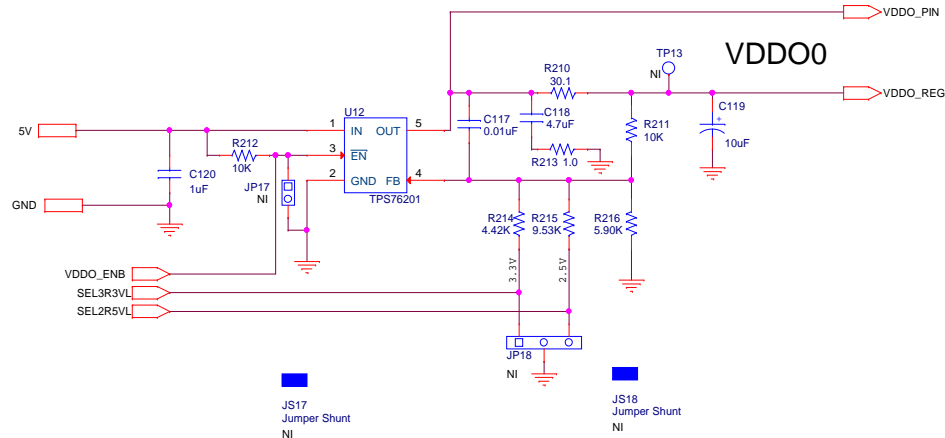 VDDO_PIN
VDDO0
TP13
NI
R210
30.1
VDDO_REG
C119
10uF
U12
5V
1
IN
OUT
5
C117
0.01uF
C118
4.7uF
R211
10K
R212
10K
3
EN
R213 1.0
C120
1uF
2
GND
FB
4
JP17
NI
TPS76201
GND
R214
4.42K
R215
9.53K
R216
5.90K
3.3V
2.5V
VDDO_ENB
SEL3R3VL
SEL2R5VL
JP18
NI
JS17
Jumper Shunt
NI
JS18
Jumper Shunt
NI